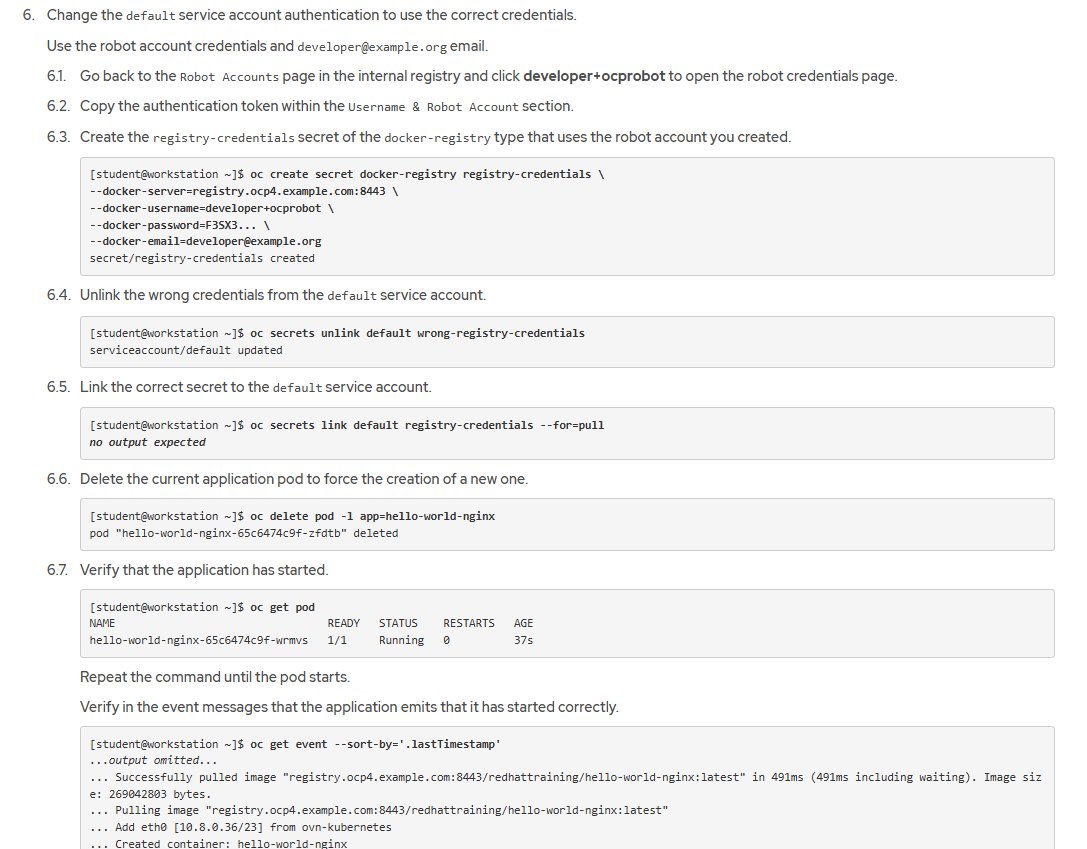 6. Change the default service account authentication to use the correct credentials.
Use the robot account credentials and developer@example.org email.
6.1. Go back to the Robot Accounts page in the internal registry and click developer+ocprobot to open the robot credentials page.
6.2. Copy the authentication token within the Username & Robot Account section.
6.3. Create the registry-credentials secret of the docker-registry type that uses the robot account you created.
[student@workstation ~]$ oc create secret docker-registry registry-credentials \
--docker-server=registry.ocp4.example.com:8443 \
--docker-username=developer+ocprobot \
--docker-password=F3SX3... \
--docker-email=developer@example.org
secret/registry-credentials created
6.4. Unlink the wrong credentials from the default service account.
[student@workstation ~]$ oc secrets unlink default wrong-registry-credentials
serviceaccount/default updated
6.5. Link the correct secret to the default service account.
[student@workstation ~]$ oc secrets link default registry-credentials --for=pull
no output expected
6.6. Delete the current application pod to force the creation of a new one.
[student@workstation ~]$ oc delete pod -l app=hello-world-nginx
pod "hello-world-nginx-65c6474c9f-zfdtb" deleted
6.7. Verify that the application has started.
[student@workstation ~]$ oc get pod
NAME READY STATUS RESTARTS AGE
hello-world-nginx-65c6474c9f-wrmvs 1/1 Running 0 37s
Repeat the command until the pod starts.
Verify in the event messages that the application emits that it has started correctly.
[student@workstation ~]$ oc get event --sort-by='.lastTimestamp'
...output omitted...
... Successfully pulled image "registry.ocp4.example.com:8443/redhattraining/hello-world-nginx:latest" in 491ms (491ms including waiting). Image siz
e: 269042803 bytes.
... Pulling image "registry.ocp4.example.com:8443/redhattraining/hello-world-nginx:latest"
... Add eth0 [10.8.0.36/23] from ovn-kubernetes
... Created container: hello-world-nginx